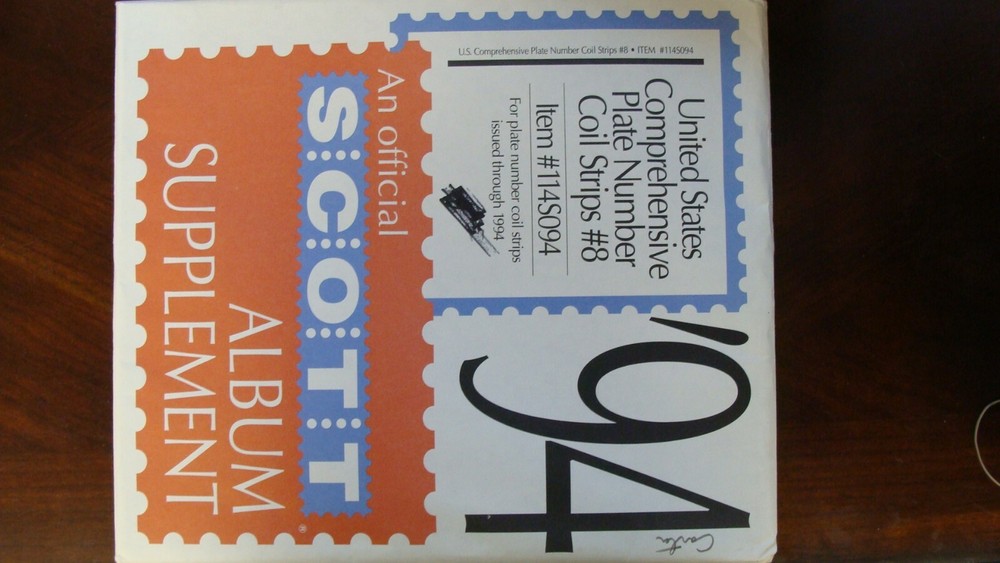 U.S. Comprehensive Plate Number Coil Strips #8 • ITEM #114S094
United States
Comprehensive
Plate Number
Coil Strips #8
Item #114S094
For plate number coil strips
issued through 1994
'94
An official
SCOTT
ALBUM
SUPPLEMENT
®